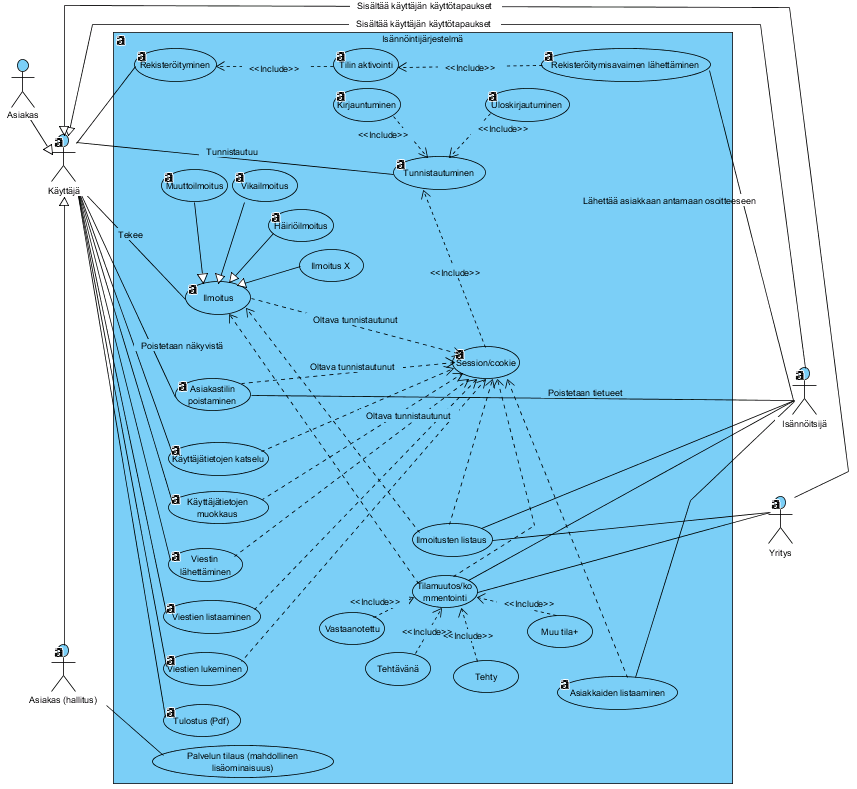 Sisältää käyttäjän käyttötapaukset
Sisältää käyttäjän käyttötapaukset
Isännöintijärjestelmä
Rekisteröityminen
<<Include>>
Tilin aktivointi
<<Include>>
Rekisteröitymisavaimen lähettäminen
Asiakas
Kirjauntuminen
Uloskirjautuminen
<<Include>>
<<Include>>
Tunnistautuu
Tunnistautuminen
Käyttäjä
Muuttoilmoitus
Vikailmoitus
Lähettää asiakkaan antamaan osoitteeseen
Häiriöilmoitus
Tekee
Ilmoitus X
<<Include>>
Ilmoitus
Oltava tunnistautunut
Poistetaan näkyvistä
Session/cookie
Oltava tunnistautunut
Asiakastilin
poistaminen
Poistetaan tietueet
Oltava tunnistautunut
Isännöitsijä
Käyttäjätietojen katselu
Käyttäjätietojen
muokkaus
Ilmoitusten listaus
Yritys
Viestin
lähettäminen
Tilamuutos/ko
mmentointi
<<Include>>
<<Include>>
Viestien listaaminen
Vastaanotettu
<<Include>>
<<Include>>
Muu tila+
Viestien lukeminen
Tehtävänä
Tehty
Asiakkaiden listaaminen
Asiakas (hallitus)
Tulostus (Pdf)
Palvelun tilaus (mahdollinen
lisäominaisuus)